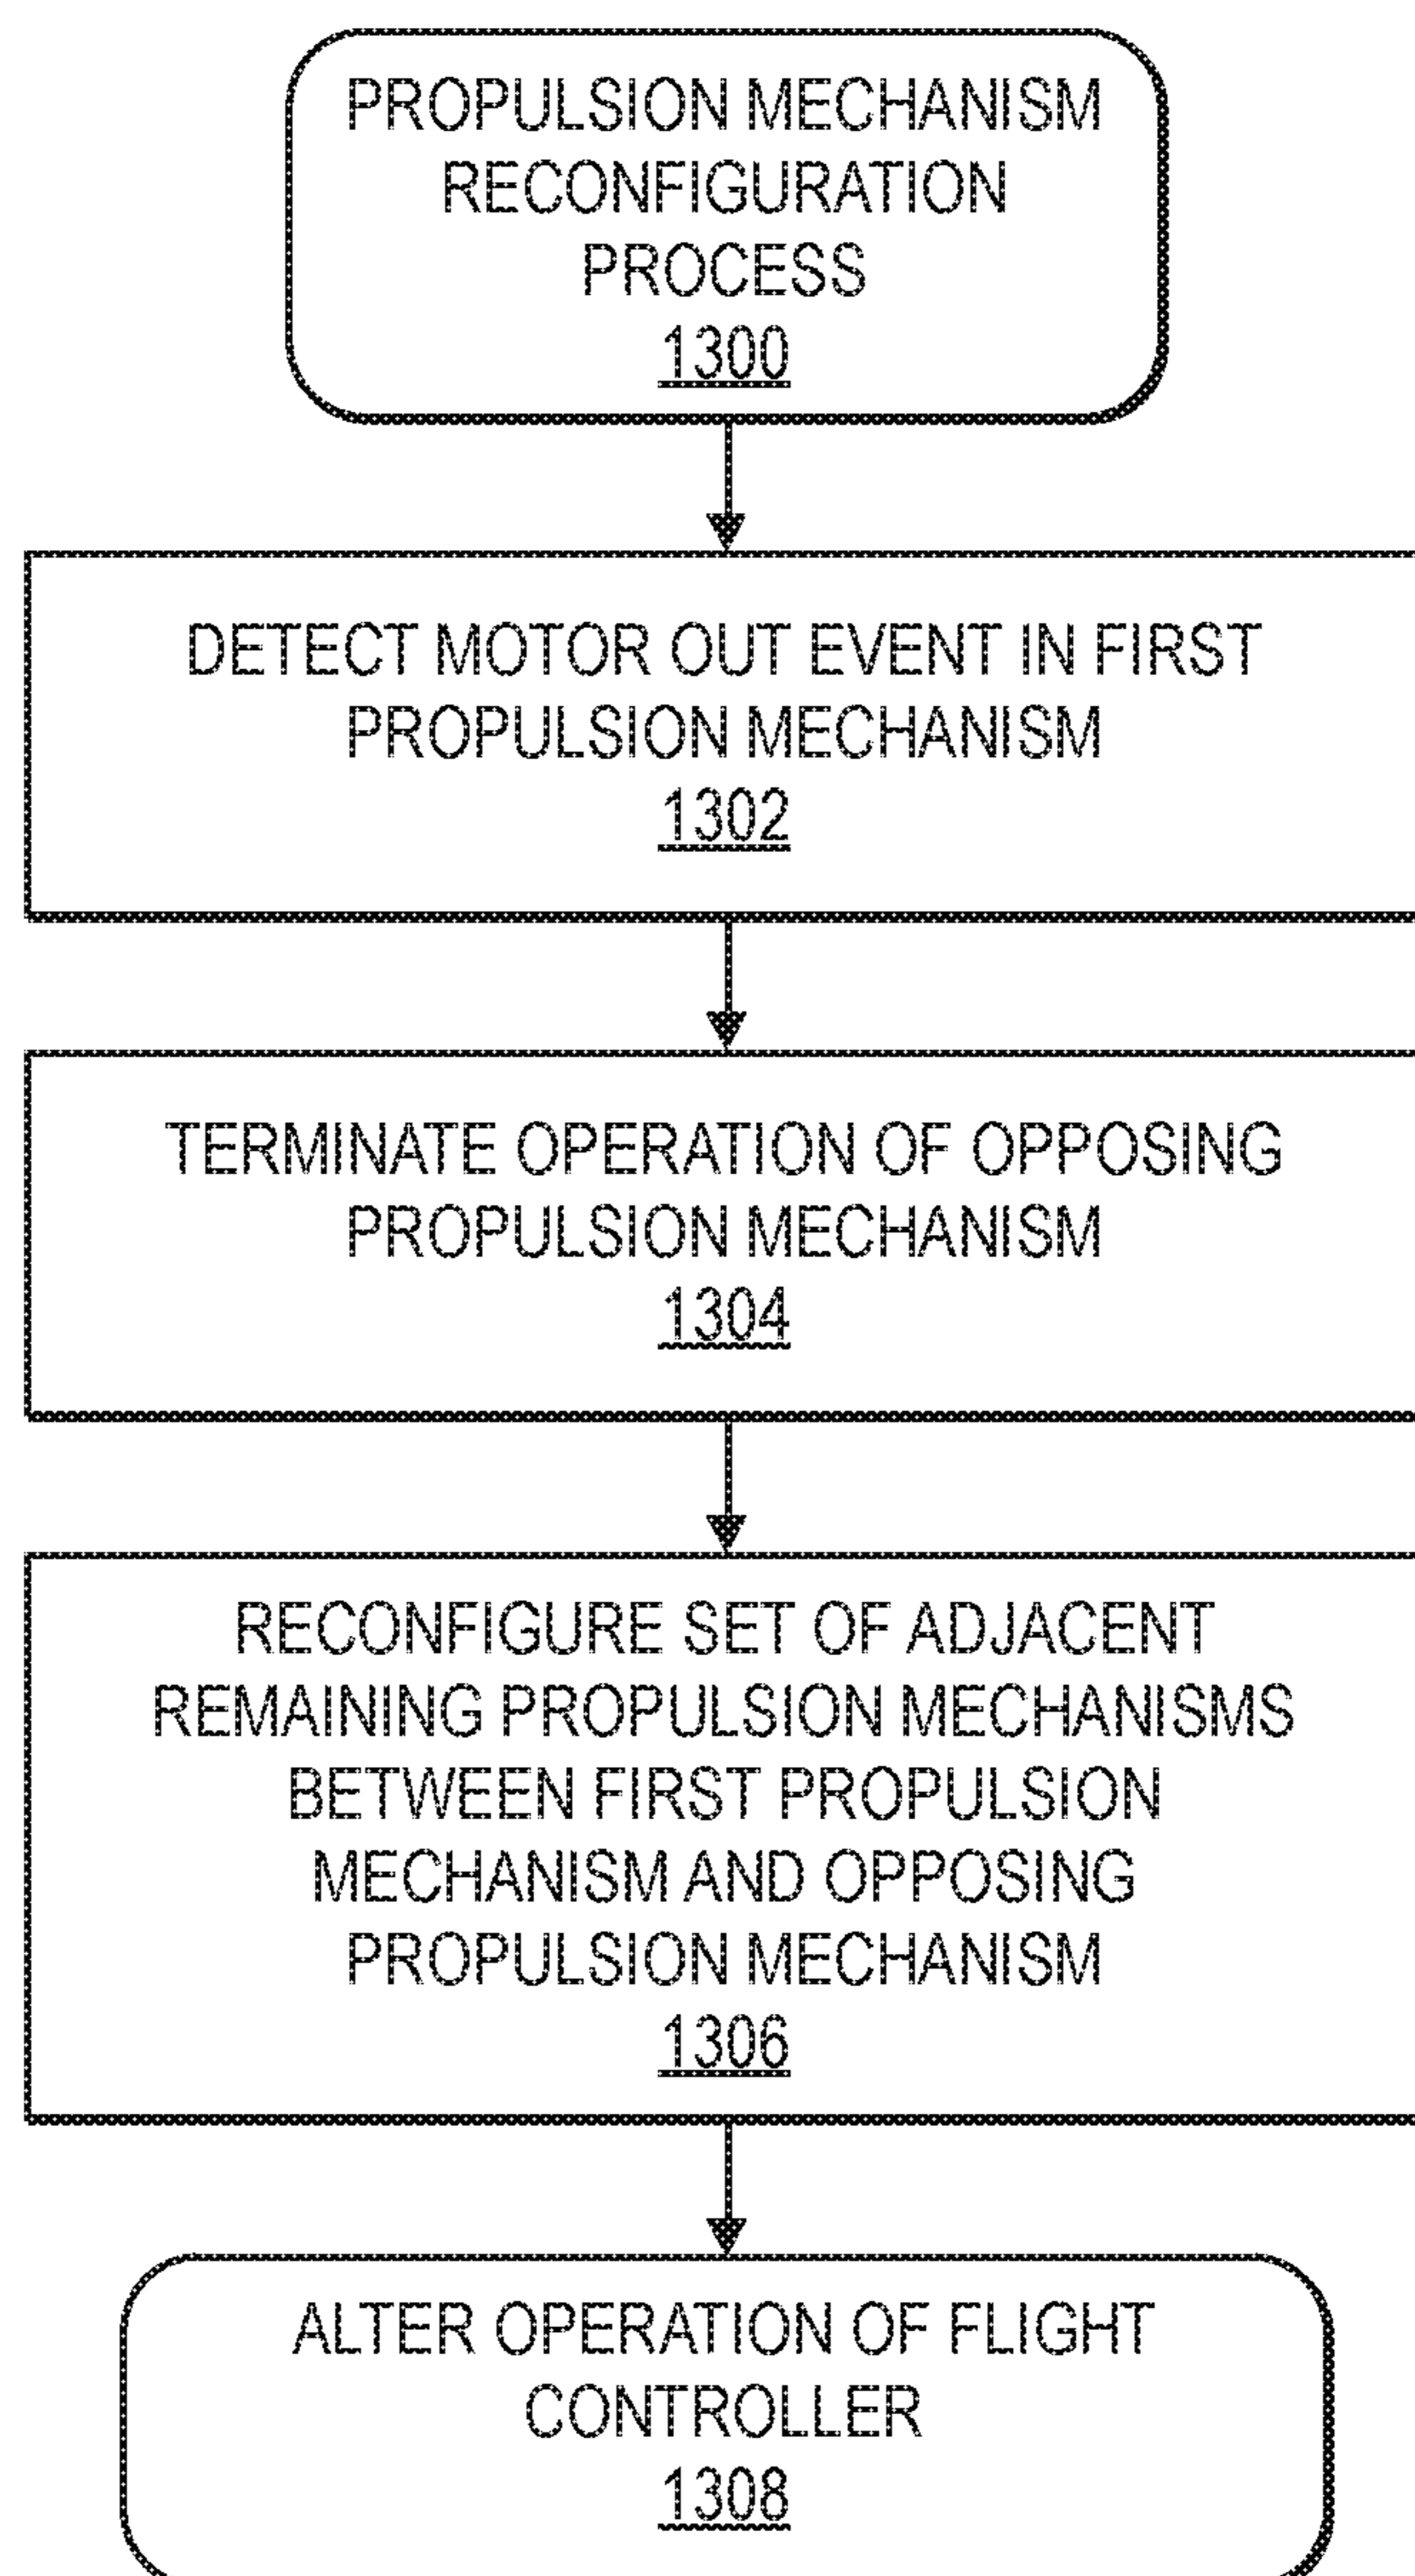 PROPULSION MECHANISM
RECONFIGURATION
PROCESS
1300
DETECT MOTOR OUT EVENT IN FIRST
PROPULSION MECHANISM
1302
TERMINATE OPERATION OF OPPOSING
PROPULSION MECHANISM
1304
RECONFIGURE SET OF ADJACENT
REMAINING PROPULSION MECHANISMS
BETWEEN FIRST PROPULSION
MECHANISM AND OPPOSING
PROPULSION MECHANISM
1306
ALTER OPERATION OF FLIGHT
CONTROLLER
1308